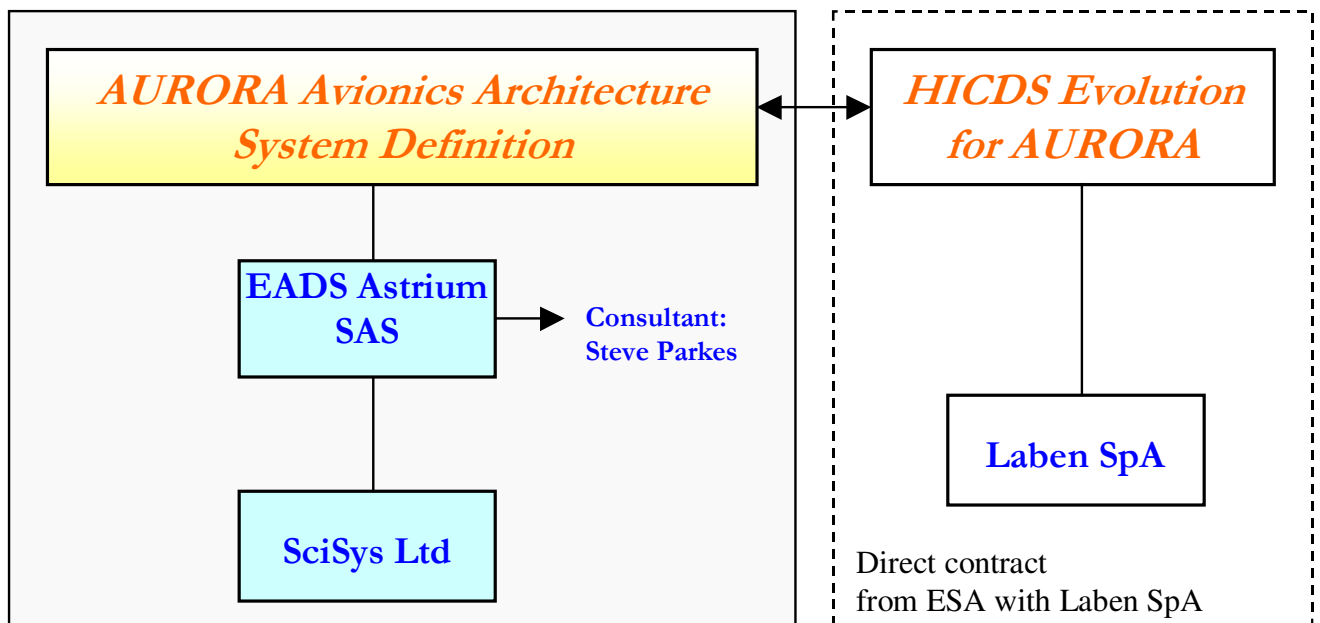 AURORA Avionics Architecture
System Definition
HICDS Evolution
for AURORA
EADS Astrium
SAS
Consultant:
Steve Parkes
Laben SpA
SciSys Ltd
Direct contract
from ESA with Laben SpA